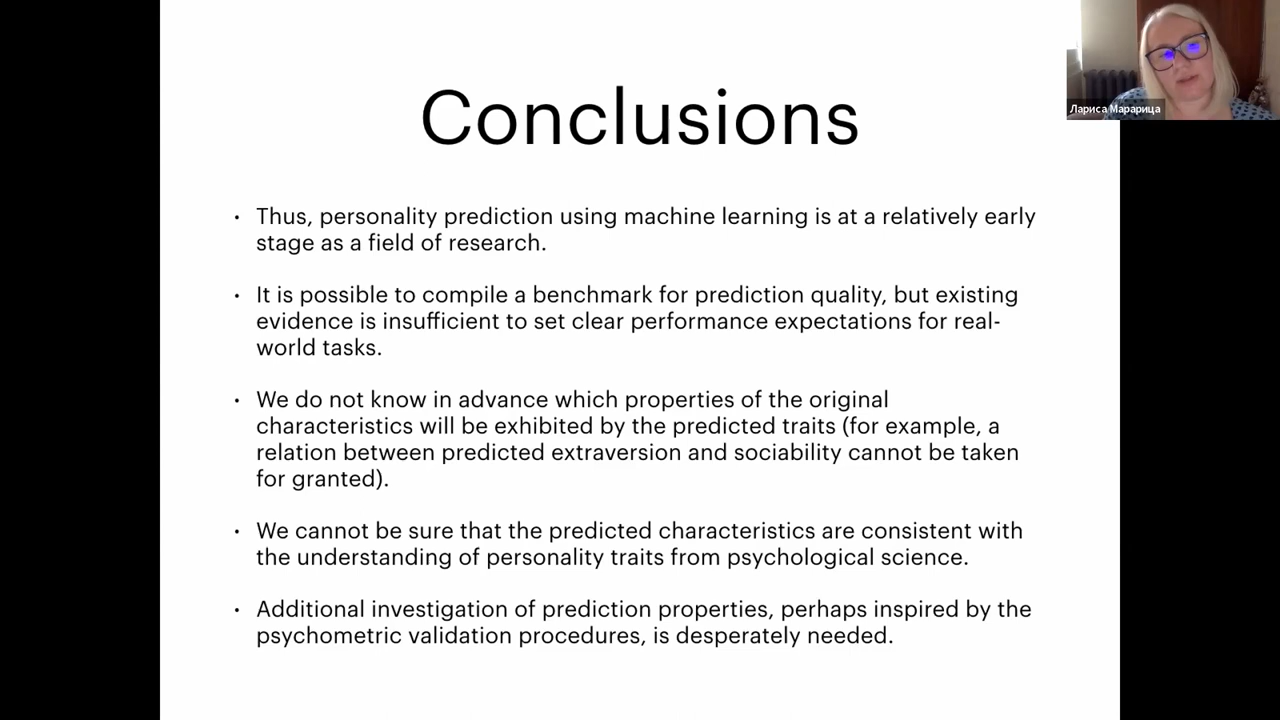 Conclusions
• Thus, personality prediction using machine learning is at a relatively early
stage as a field of research.
• It is possible to compile a benchmark for prediction quality, but existing
evidence is insufficient to set clear performance expectations for real-
world tasks.
• We do not know in advance which properties of the original
characteristics will be exhibited by the predicted traits (for example, a
relation between predicted extraversion and sociability cannot be taken
for granted).
• We cannot be sure that the predicted characteristics are consistent with
the understanding of personality traits from psychological science.
• Additional investigation of prediction properties, perhaps inspired by the
psychometric validation procedures, is desperately needed.
Лариса Марарица